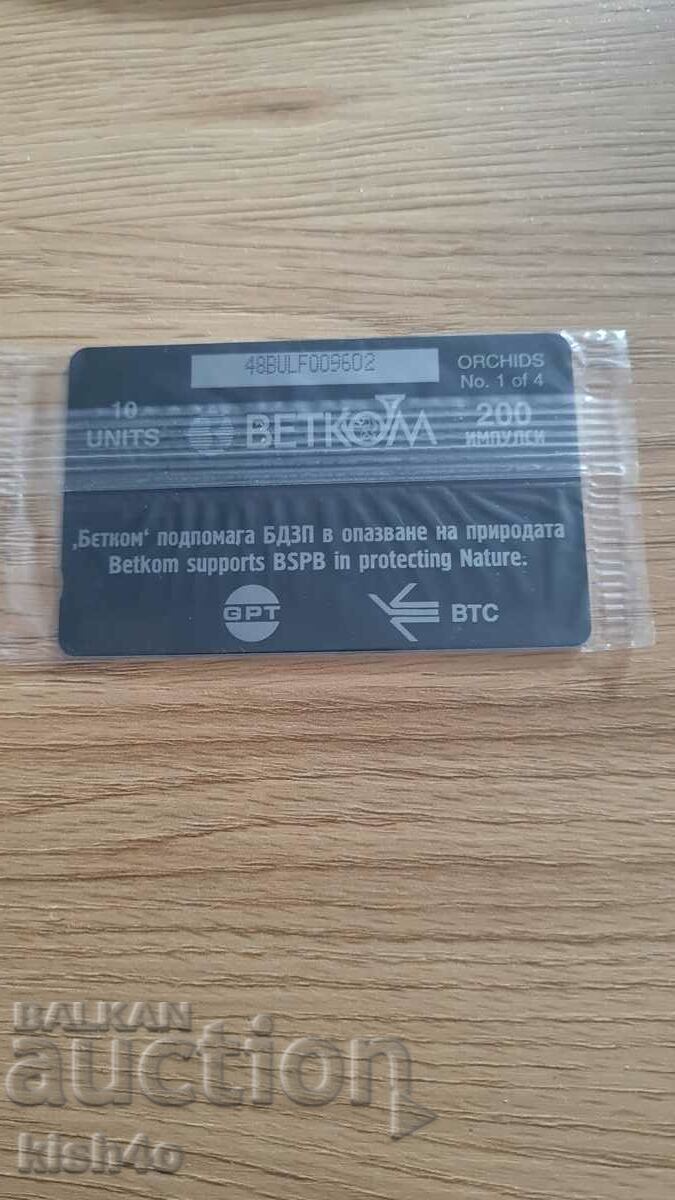 48BULF009602
ORCHIDS
No. 1 of 4
10
UNITS
BETKOM
200
ИМПУЛСИ
„Бетком“ подпомага БДЗП в опазване на природата
Betkom supports BSPB in protecting Nature.
GPT
BTC
BALKAN
auction
kish4o